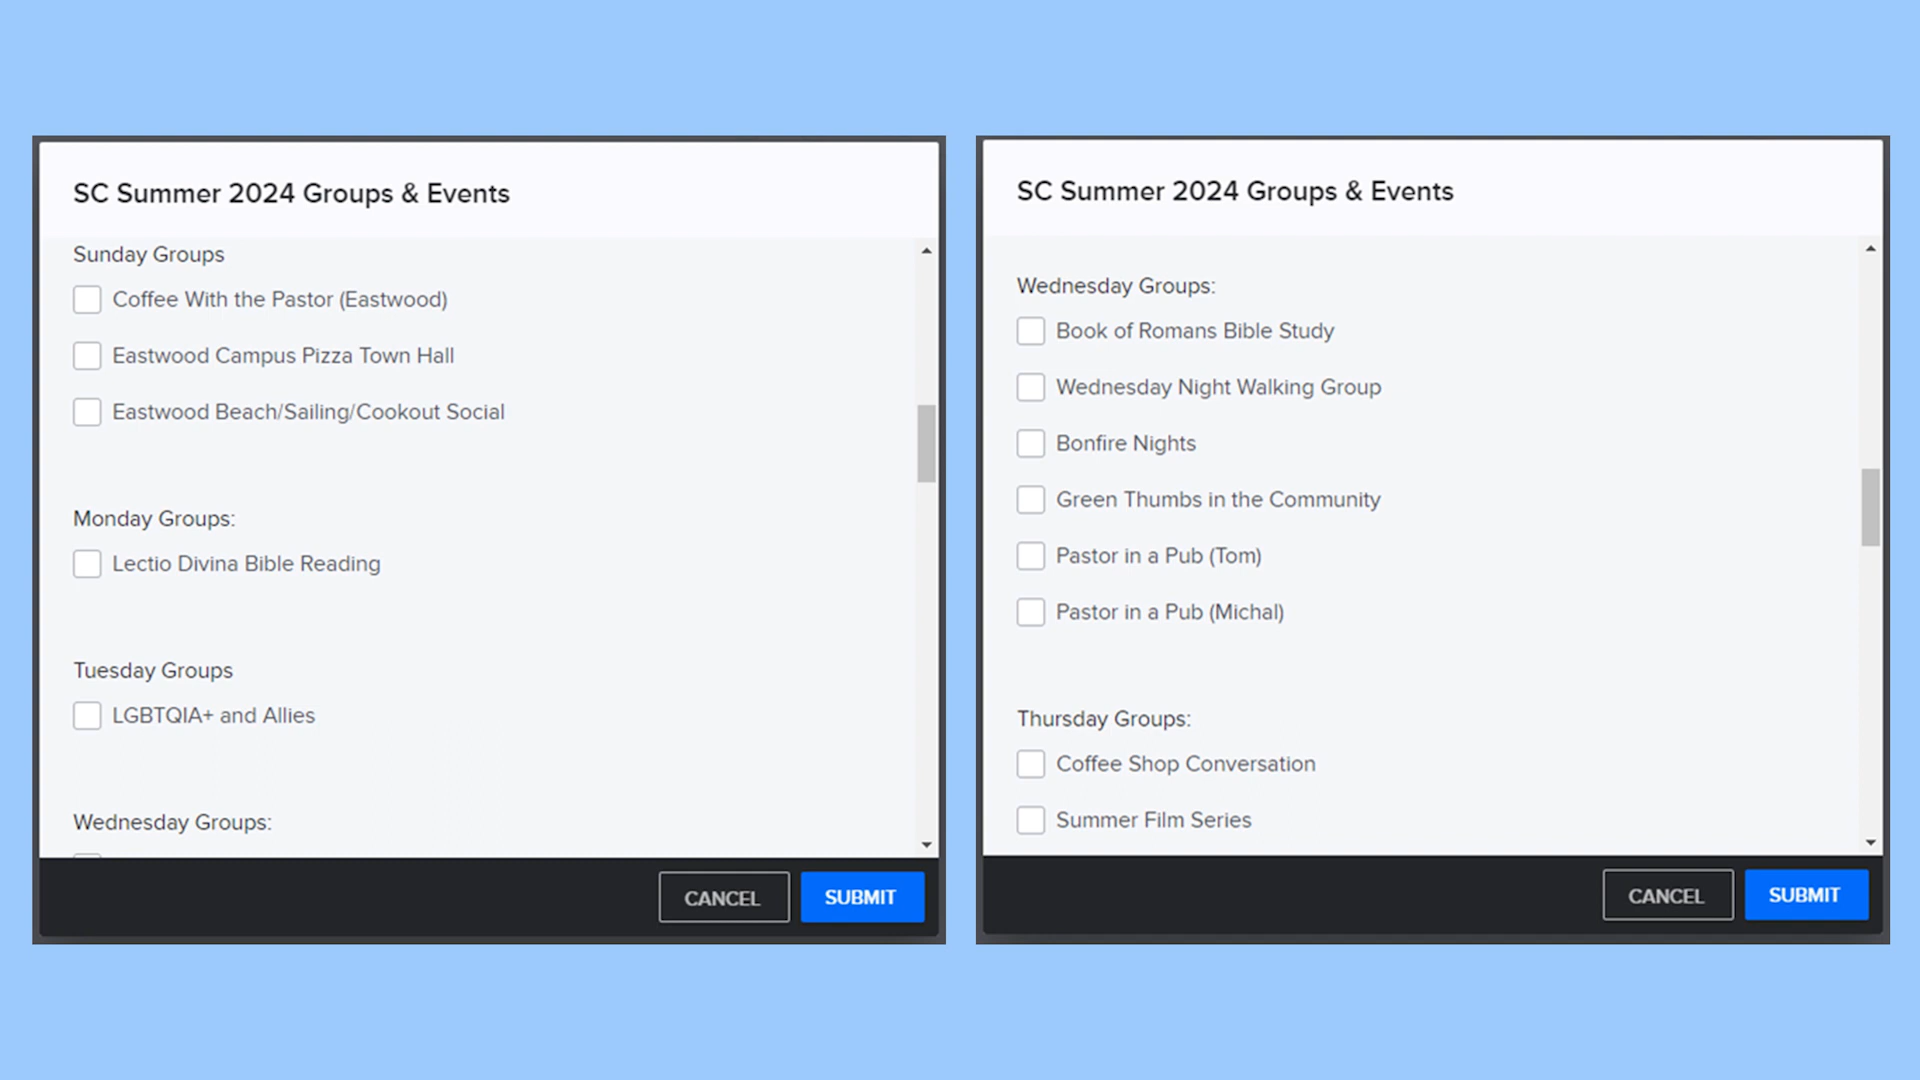 SC Summer 2024 Groups & Events
Sunday Groups
Coffee With the Pastor (Eastwood)
Eastwood Campus Pizza Town Hall
Eastwood Beach/Sailing/Cookout Social
Monday Groups:
Lectio Divina Bible Reading
Tuesday Groups
LGBTQIA+ and Allies
Wednesday Groups:
CANCEL
SUBMIT
SC Summer 2024 Groups & Events
Wednesday Groups:
Book of Romans Bible Study
Wednesday Night Walking Group
Bonfire Nights
Green Thumbs in the Community
Pastor in a Pub (Tom)
Pastor in a Pub (Michal)
Thursday Groups:
Coffee Shop Conversation
Summer Film Series
CANCEL
SUBMIT